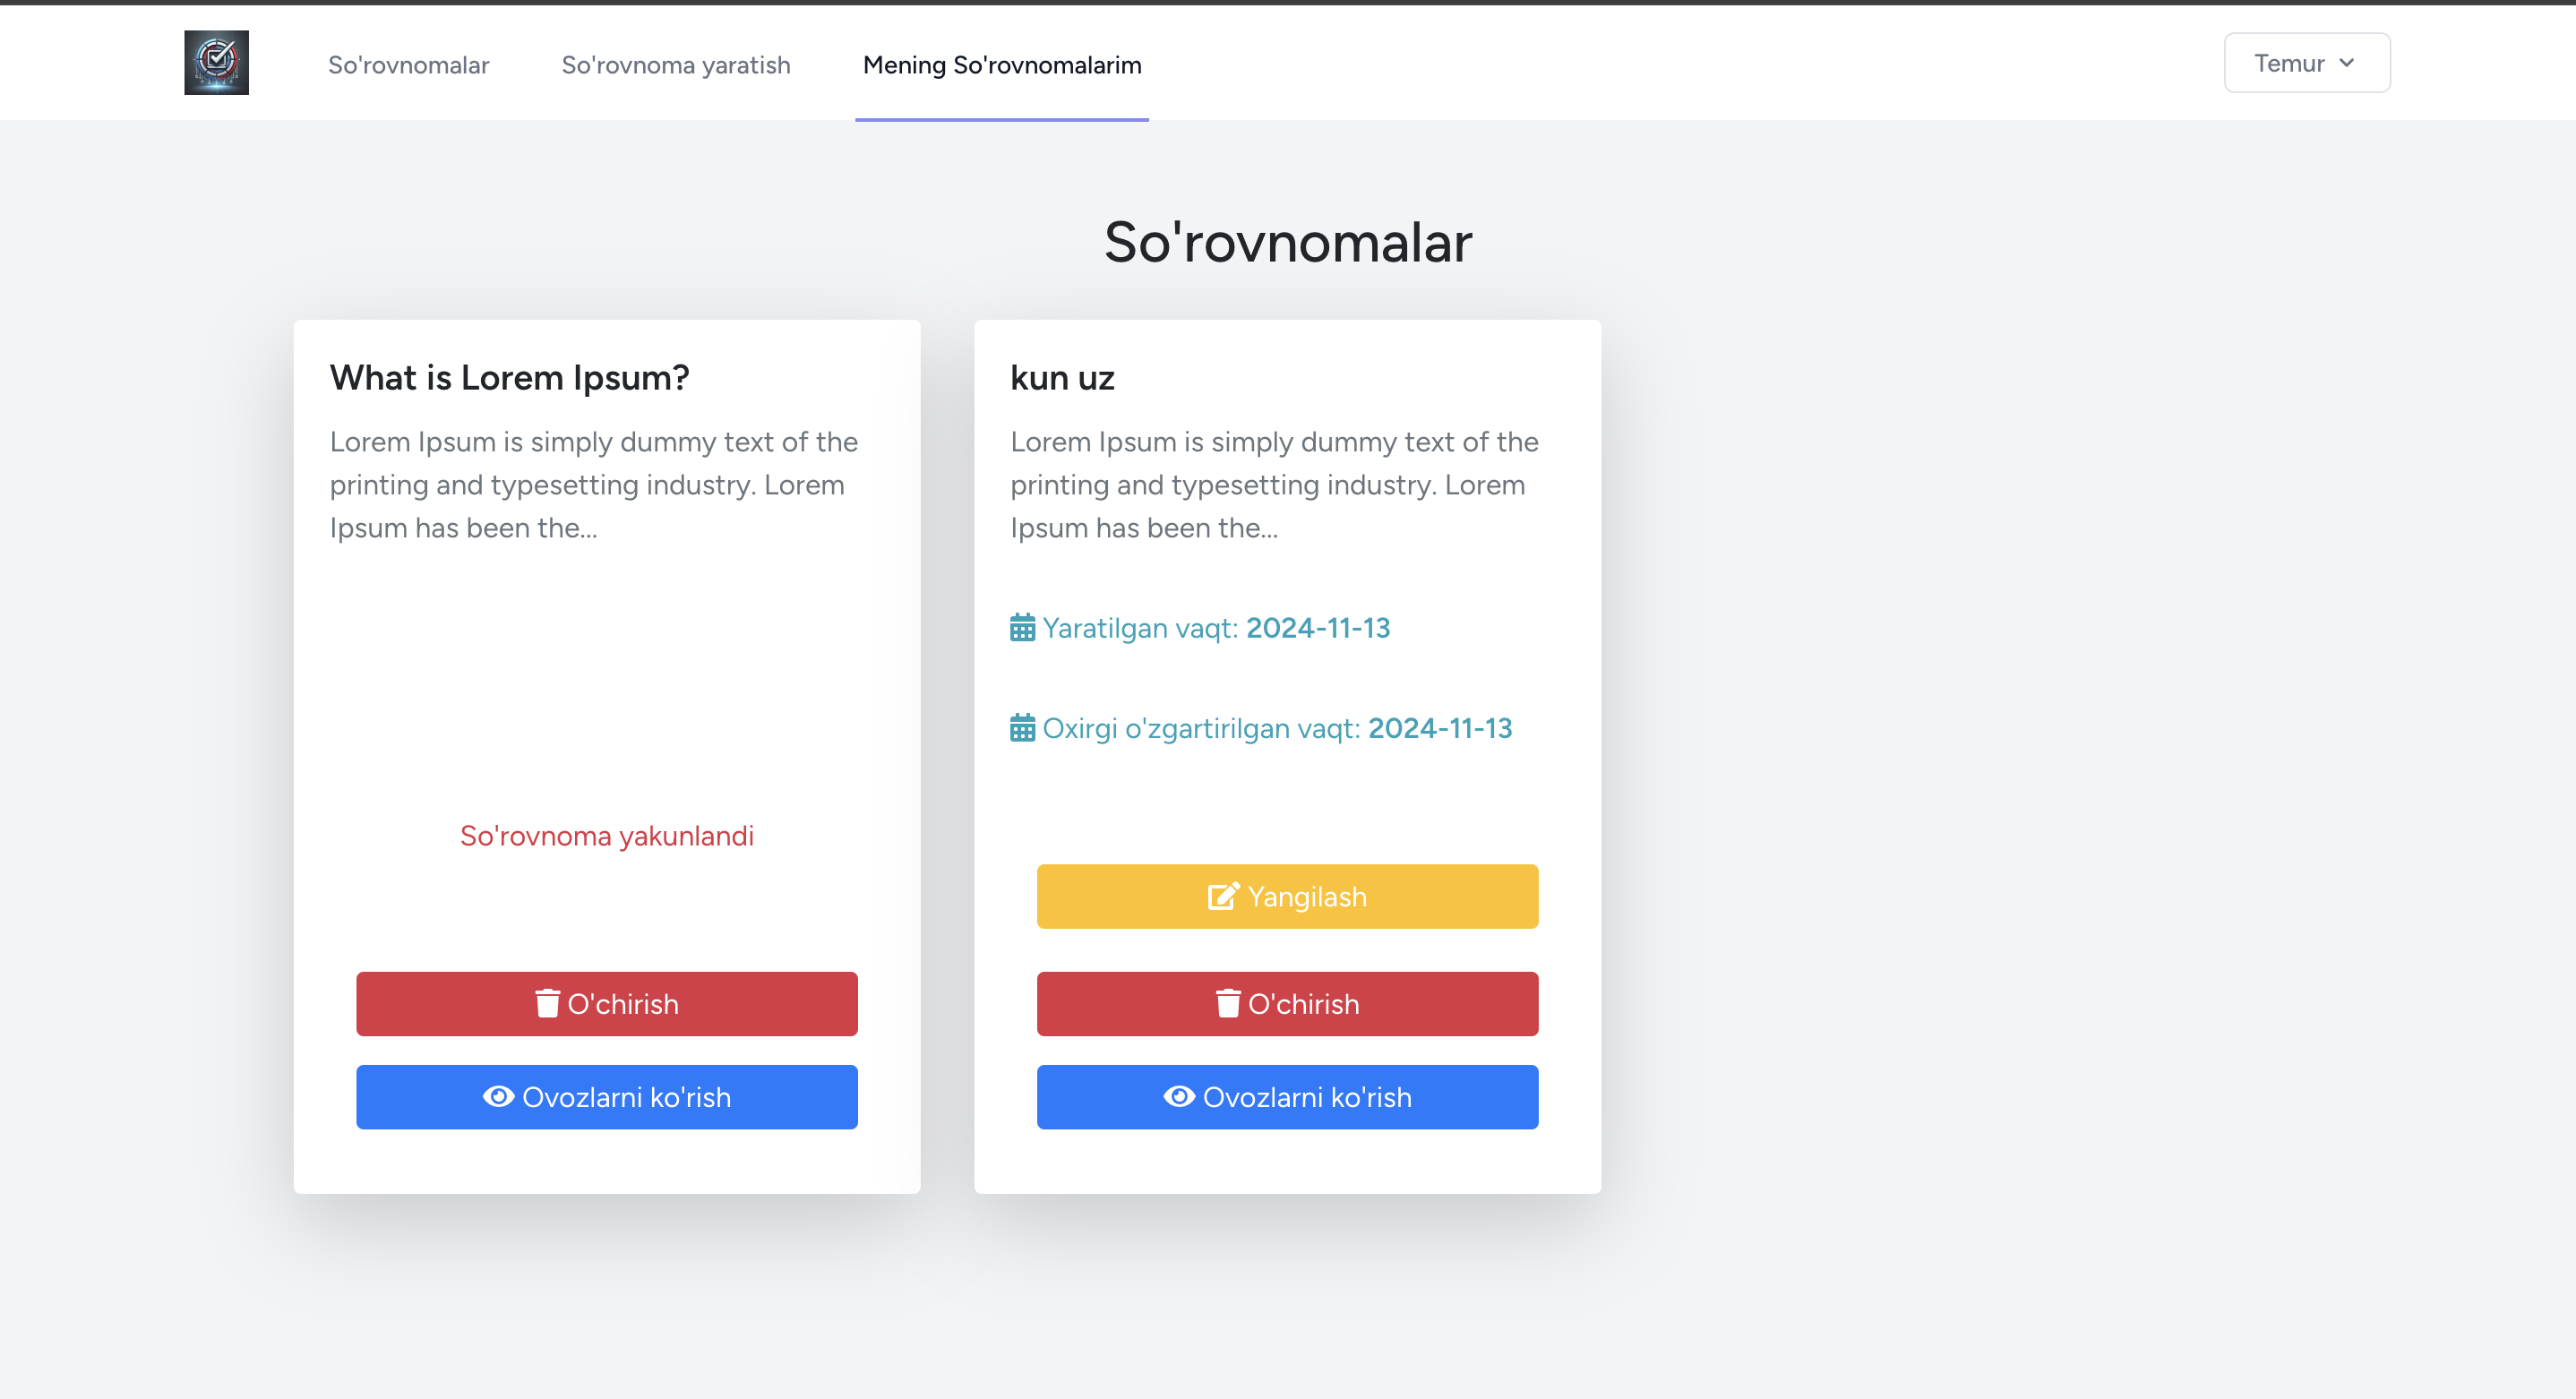 So'rovnomalar
So'rovnoma yaratish
Mening So'rovnomalarim
Temur
So'rovnomalar
What is Lorem Ipsum?
Lorem Ipsum is simply dummy text of the
printing and typesetting industry. Lorem
Ipsum has been the...
So'rovnoma yakunlandi
O'chirish
Ovozlarni ko'rish
kun uz
Lorem Ipsum is simply dummy text of the
printing and typesetting industry. Lorem
Ipsum has been the...
Yaratilgan vaqt: 2024-11-13
Oxirgi o'zgartirilgan vaqt: 2024-11-13
Yangilash
O'chirish
Ovozlarni ko'rish